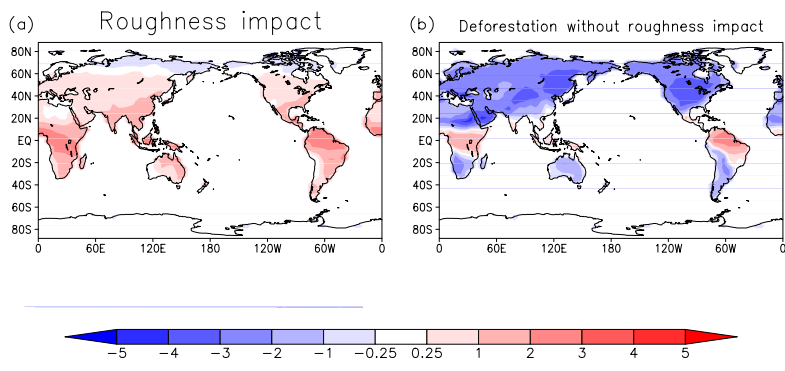 (a) Roughness impact
(b) Deforestation without roughness impact
80N
60N
40N
20N
EQ
20S
40S
60S
80S
0 60E 120E 180 120W 60W 0
80N
60N
40N
20N
EQ
20S
40S
60S
80S
0 60E 120E 180 120W 60W 0
−5 −4 −3 −2 −1 −0.25 0.25 1 2 3 4 5